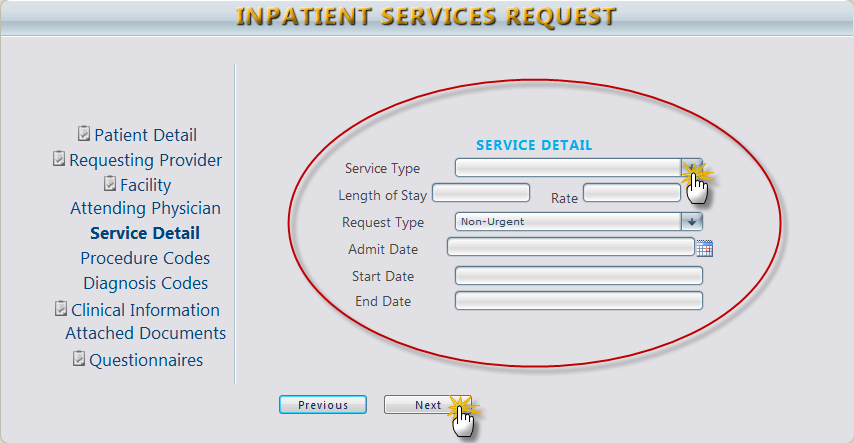 INPATIENT SERVICES REQUEST
Patient Detail
Requesting Provider
Facility
Attending Physician
Service Detail
Procedure Codes
Diagnosis Codes
Clinical Information
Attached Documents
Questionnaires
SERVICE DETAIL
Service Type
Length of Stay Rate
Request Type Non-Urgent
Admit Date
Start Date
End Date
Previous Next